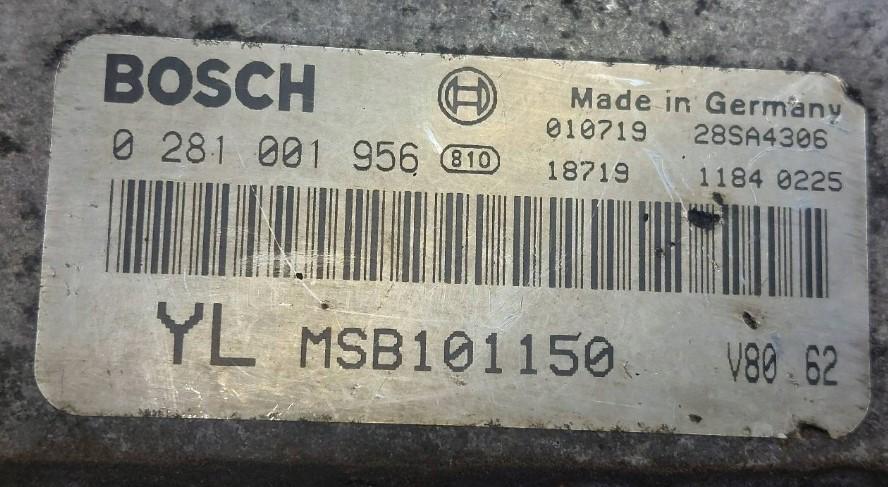 BOSCH
Made in Germany
010719 28SA4306
0 281 001 956 810
18719 1184 0225
YL MSB101150 V80 62